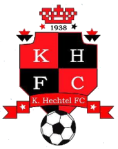 1938
K H
F C
K. Hechtel FC